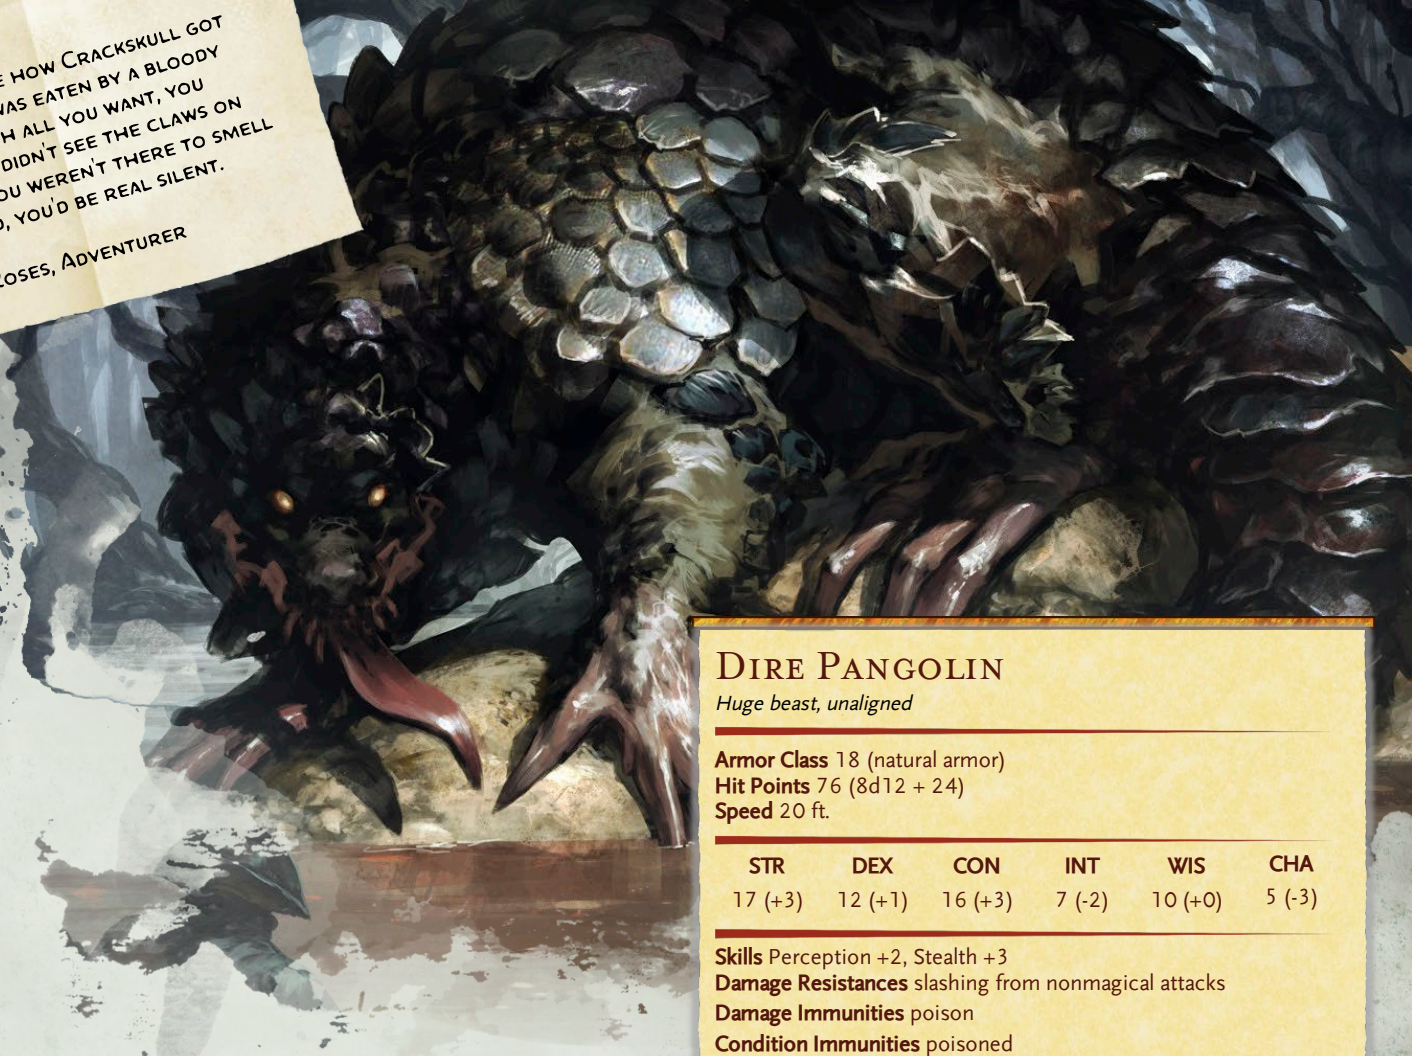 HOW CRACKSKULL GOT
WAS EATEN BY A BLOODY
ALL YOU WANT, YOU
DIDN'T SEE THE CLAWS ON
YOU WEREN'T THERE TO SMELL
YOU'D BE REAL SILENT.
ADVENTURER
DIRE PANGOLIN
Huge beast, unaligned
Armor Class 18 (natural armor)
Hit Points 76 (8d12 + 24)
Speed 20 ft.
STR DEX CON INT WIS CHA
17 (+3) 12 (+1) 16 (+3) 7 (-2) 10 (+0) 5 (-3)
Skills Perception +2, Stealth +3
Damage Resistances slashing from nonmagical attacks
Damage Immunities poison
Condition Immunities poisoned